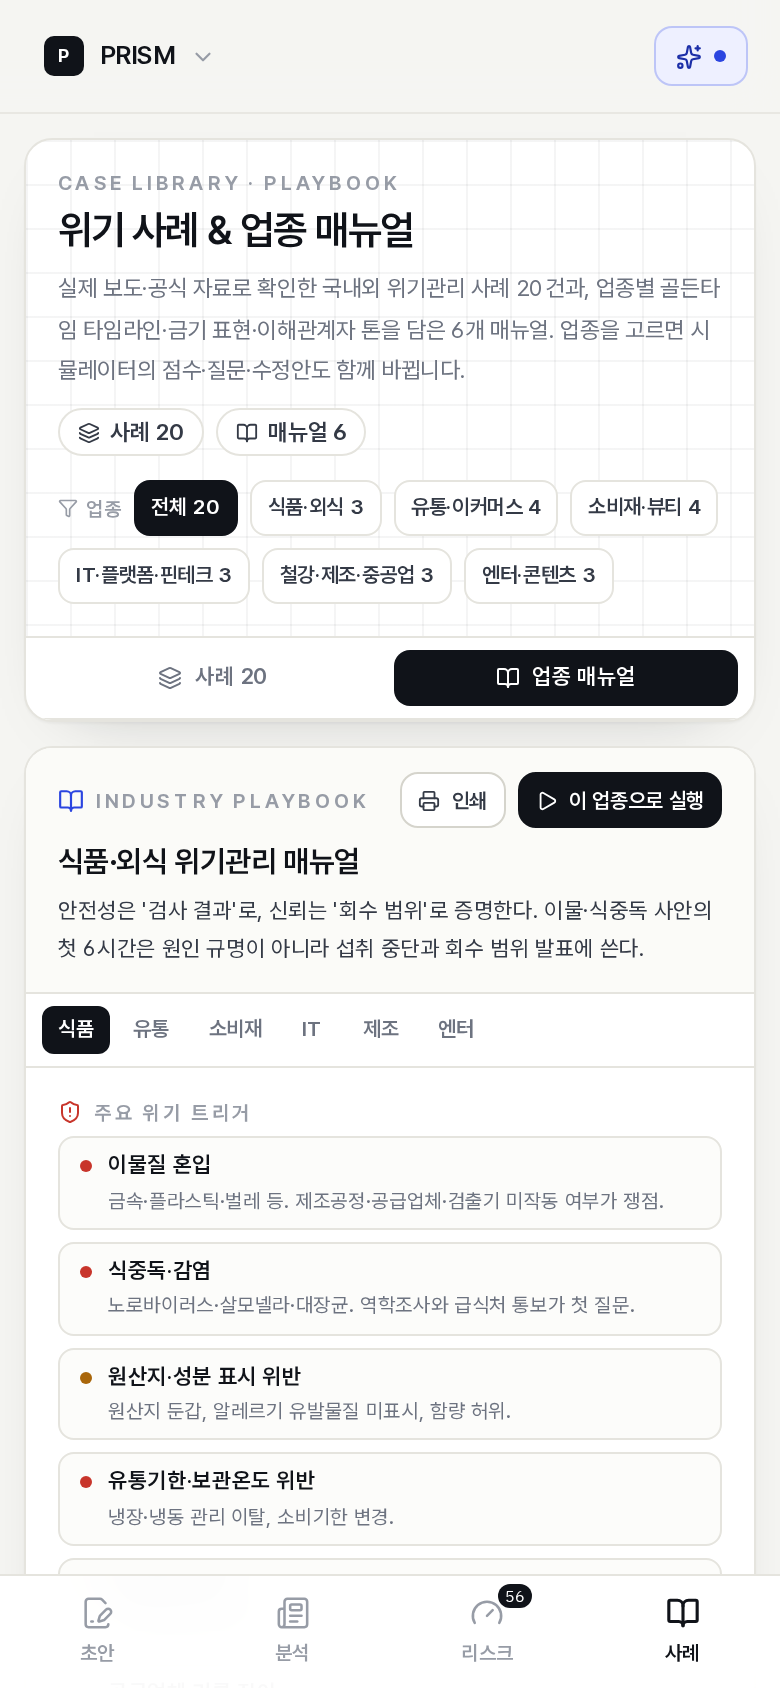 P PRISM
CASE LIBRARY · PLAYBOOK
위기 사례 & 업종 매뉴얼
실제 보도·공식 자료로 확인한 국내외 위기관리 사례 20건과, 업종별 골든타
임 타임라인·금기 표현·이해관계자 톤을 담은 6개 매뉴얼. 업종을 고르면 시
뮬레이터의 점수·질문·수정안도 함께 바뀝니다.
사례 20 매뉴얼 6
업종 전체 20 식품·외식 3 유통·이커머스 4 소비재·뷰티 4
IT·플랫폼·핀테크 3 철강·제조·중공업 3 엔터·콘텐츠 3
사례 20 업종 매뉴얼
INDUSTRY PLAYBOOK 인쇄 이 업종으로 실행
식품·외식 위기관리 매뉴얼
안전성은 '검사 결과'로, 신뢰는 '회수 범위'로 증명한다. 이물·식중독 사안의
첫 6시간은 원인 규명이 아니라 섭취 중단과 회수 범위 발표에 쓴다.
식품 유통 소비재 IT 제조 엔터
주요 위기 트리거
이물질 혼입
금속·플라스틱·벌레 등. 제조공정·공급업체·검출기 미작동 여부가 쟁점.
식중독·감염
노로바이러스·살모넬라·대장균. 역학조사와 급식처 통보가 첫 질문.
원산지·성분 표시 위반
원산지 둔갑, 알레르기 유발물질 미표시, 함량 허위.
유통기한·보관온도 위반
냉장·냉동 관리 이탈, 소비기한 변경.
56
초안 분석 리스크 사례